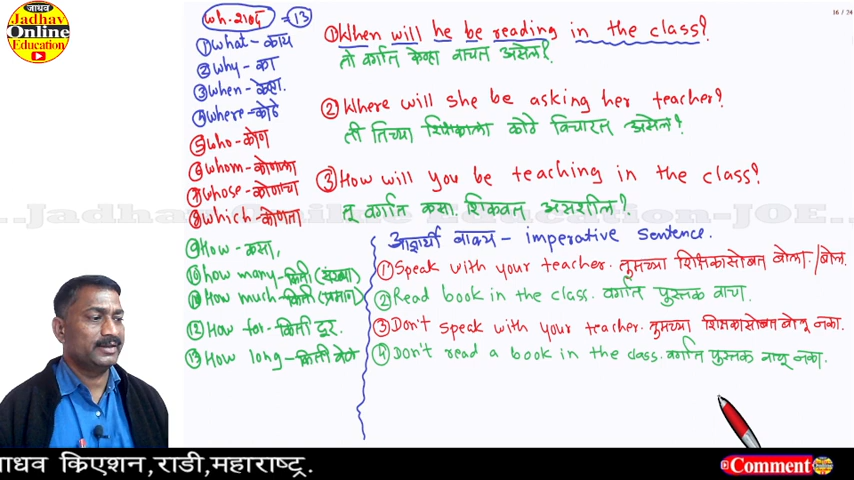 जाधव
Jadhav
Online
Education
wh. शब्द = 13
① what - काय
② why - का
③ when - केव्हा.
④ where - कोठे
⑤ who - कोण
⑥ whom - कोणाला
⑦ whose - कोणाचा
⑧ which - कोणता
⑨ How - कसा,
⑩ how many - किती (संख्या)
⑪ How much - किती (प्रमाण)
⑫ How far - किती दूर.
⑬ How long - किती वेळ
16 / 24
① When will he be reading in the class?
तो वर्गात केव्हा वाचत असेल?
② Where will she be asking her teacher?
ती तिच्या शिक्षकाला कोठे विचारत असेल?
③ How will you be teaching in the class?
तू वर्गात कसा शिकवत असशील?
आज्ञार्थी वाक्य - imperative sentence.
① Speak with your teacher. तुमच्या शिक्षकासोबत बोला./बोल.
② Read book in the class. वर्गात पुस्तक वाचा.
③ Don't speak with your teacher. तुमच्या शिक्षकासोबत बोलू नका.
④ Don't read a book in the class. वर्गात पुस्तक वाचू नका.
..Jadhav Online Education-JOE..
ाधव क्रिएशन,राडी,महाराष्ट्र.
Comment